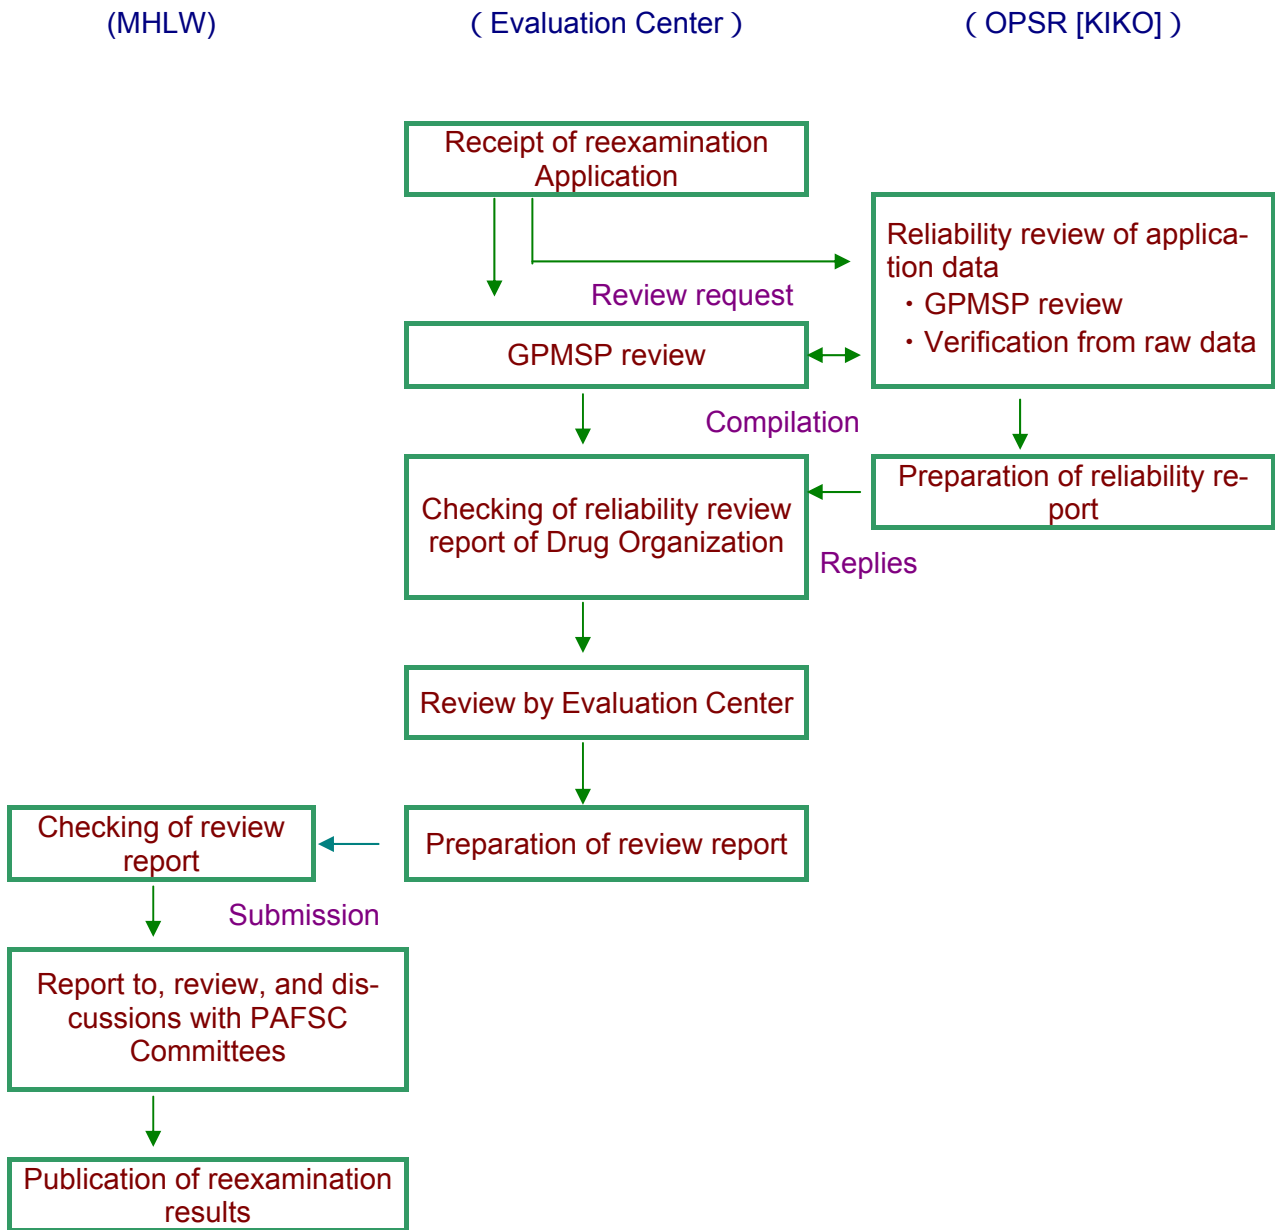 (MHLW)
( Evaluation Center )
( OPSR [KIKO] )
Receipt of reexamination
Application
Reliability review of applica-
tion data
・GPMSP review
・Verification from raw data
Review request
GPMSP review
Compilation
Checking of reliability review
report of Drug Organization
Preparation of reliability re-
port
Replies
Review by Evaluation Center
Checking of review
report
Preparation of review report
Submission
Report to, review, and dis-
cussions with PAFSC
Committees
Publication of reexamination
results